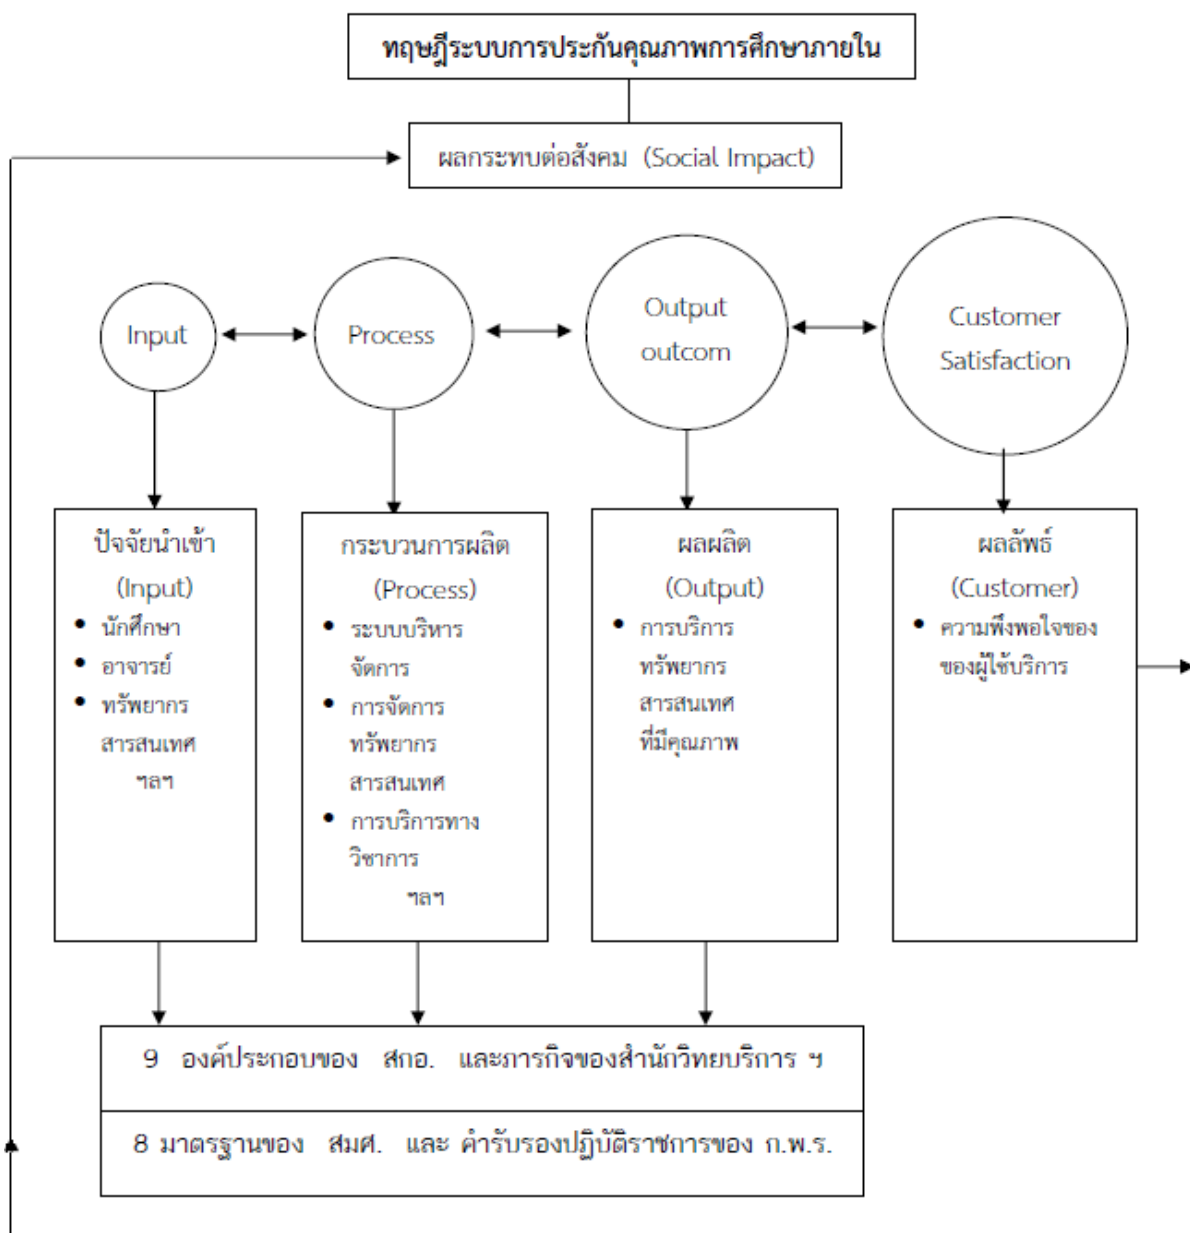 ทฤษฎีระบบการประกันคุณภาพการศึกษาภายใน
ผลกระทบต่อสังคม (Social Impact)
Input
Process
Output
outcom
Customer
Satisfaction
ปัจจัยนำเข้า
(Input)
• นักศึกษา
• อาจารย์
• ทรัพยากร
สารสนเทศ
ฯลฯ
กระบวนการผลิต
(Process)
• ระบบบริหาร
จัดการ
• การจัดการ
ทรัพยากร
สารสนเทศ
• การบริการทาง
วิชาการ
ฯลฯ
ผลผลิต
(Output)
• การบริการ
ทรัพยากร
สารสนเทศ
ที่มีคุณภาพ
ผลลัพธ์
(Customer)
• ความพึงพอใจของ
ของผู้ใช้บริการ
9 องค์ประกอบของ สกอ. และภารกิจของสำนักวิทยบริการ ฯ
8 มาตรฐานของ สมศ. และ คำรับรองปฏิบัติราชการของ ก.พ.ร.